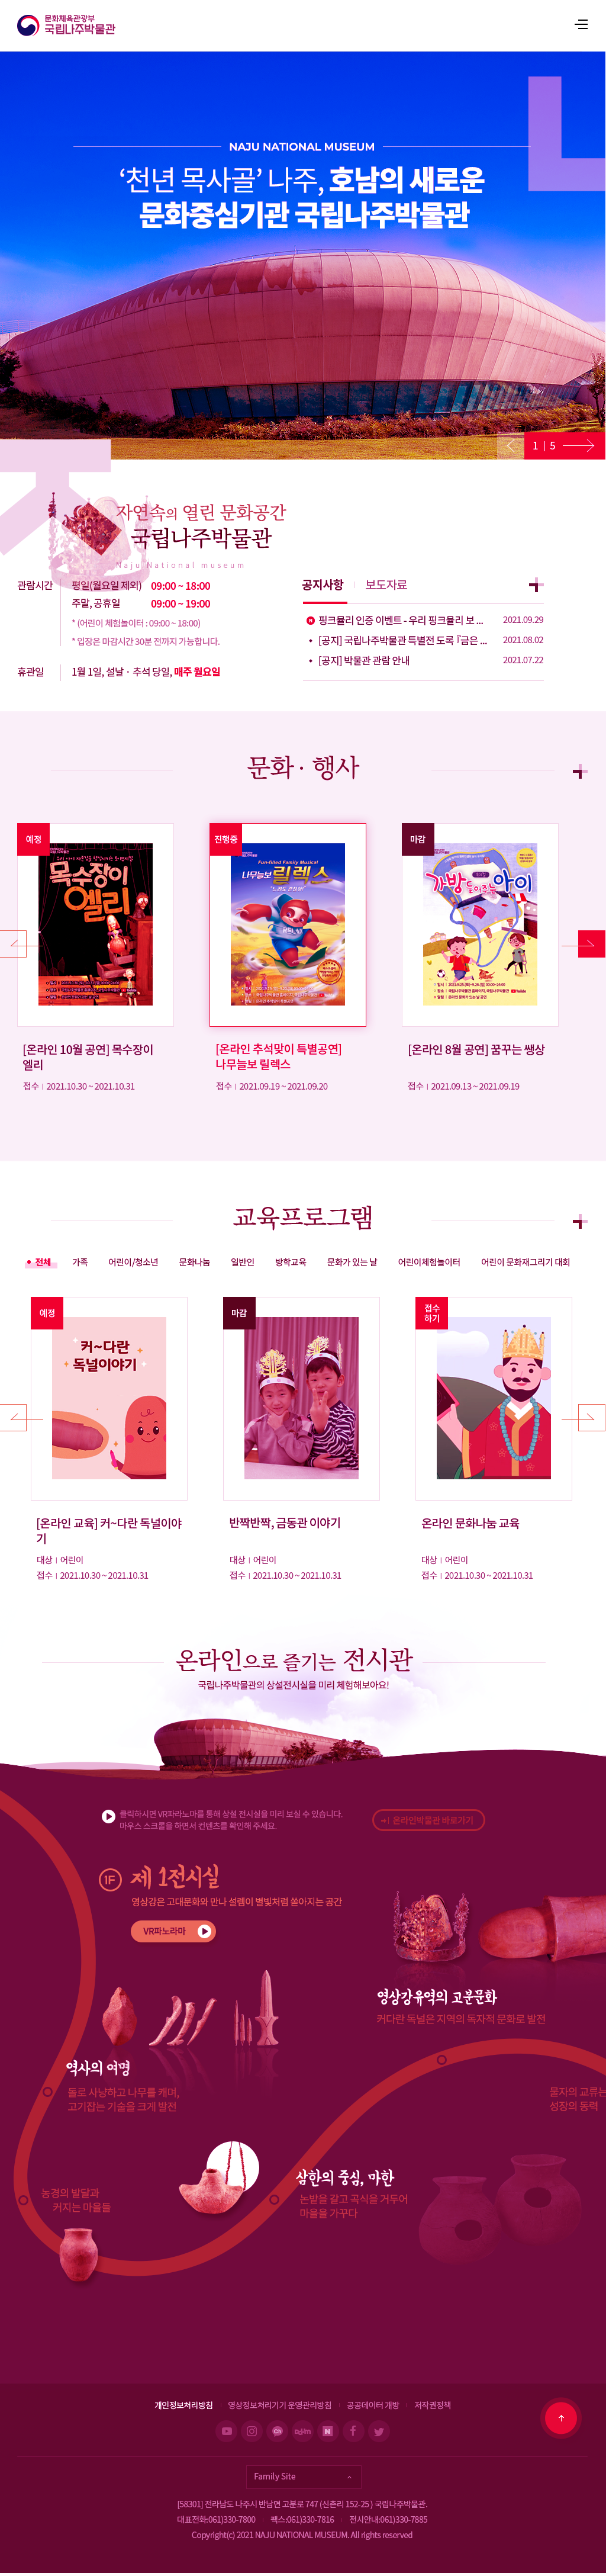 문화체육관광부
국립나주박물관
NAJU NATIONAL MUSEUM
‘천년 목사골’ 나주, 호남의 새로운
문화중심기관 국립나주박물관
1 | 5
자연속의 열린 문화공간
국립나주박물관
Naju National museum
관람시간
평일(월요일 제외) 09:00 ~ 18:00
주말, 공휴일 09:00 ~ 19:00
* (어린이 체험놀이터 : 09:00 ~ 18:00)
* 입장은 마감시간 30분 전까지 가능합니다.
휴관일
1월 1일, 설날 · 추석 당일, 매주 월요일
공지사항 보도자료
N 핑크뮬리 인증 이벤트 - 우리 핑크뮬리 보 ... 2021.09.29
[공지] 국립나주박물관 특별전 도록 『금은 ... 2021.08.02
[공지] 박물관 관람 안내 2021.07.22
문화 · 행사
예정
목수장이
엘리
[온라인 10월 공연] 목수장이
엘리
접수 | 2021.10.30 ~ 2021.10.31
진행중
Fun-filled Family Musical
나무늘보 릴렉스
[온라인 추석맞이 특별공연]
나무늘보 릴렉스
접수 | 2021.09.19 ~ 2021.09.20
마감
가방 들어주는 아이
[온라인 8월 공연] 꿈꾸는 쌩상
접수 | 2021.09.13 ~ 2021.09.19
교육프로그램
전체 가족 어린이/청소년 문화나눔 일반인 방학교육 문화가 있는 날 어린이체험놀이터 어린이 문화재그리기 대회
예정
커~다란
독널이야기
[온라인 교육] 커~다란 독널이야
기
대상 | 어린이
접수 | 2021.10.30 ~ 2021.10.31
마감
반짝반짝, 금동관 이야기
대상 | 어린이
접수 | 2021.10.30 ~ 2021.10.31
접수
하기
온라인 문화나눔 교육
대상 | 어린이
접수 | 2021.10.30 ~ 2021.10.31
온라인으로 즐기는 전시관
국립나주박물관의 상설전시실을 미리 체험해보아요!
클릭하시면 VR파라노마를 통해 상설 전시실을 미리 보실 수 있습니다.
마우스 스크롤을 하면서 컨텐츠를 확인해 주세요.
온라인박물관 바로가기
1F 제 1전시실
영상강은 고대문화와 만나 설렘이 별빛처럼 쏟아지는 공간
VR파노라마
영상강유역의 고분문화
커다란 독널은 지역의 독자적 문화로 발전
역사의 여명
돌로 사냥하고 나무를 캐며,
고기잡는 기술을 크게 발전
물자의 교류는
성장의 동력
삼한의 중심, 마한
논밭을 갈고 곡식을 거두어
마을을 가꾸다
농경의 발달과
커지는 마을들
개인정보처리방침 영상정보처리기기 운영관리방침 공공데이터 개방 저작권정책
Family Site
[58301] 전라남도 나주시 반남면 고분로 747 (신촌리 152-25 ) 국립나주박물관.
대표전화:061)330-7800 팩스:061)330-7816 전시안내:061)330-7885
Copyright(c) 2021 NAJU NATIONAL MUSEUM. All rights reserved